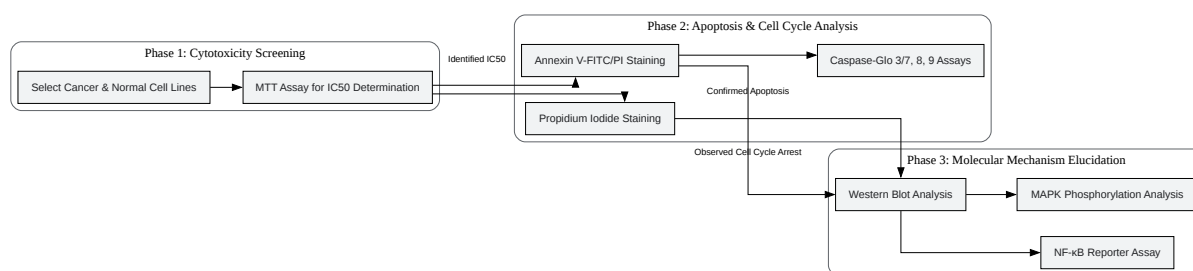 Phase 1: Cytotoxicity Screening
Select Cancer & Normal Cell Lines
MTT Assay for IC50 Determination
Identified IC50
Phase 2: Apoptosis & Cell Cycle Analysis
Annexin V-FITC/PI Staining
Caspase-Glo 3/7, 8, 9 Assays
Confirmed Apoptosis
Propidium Iodide Staining
Observed Cell Cycle Arrest
Phase 3: Molecular Mechanism Elucidation
Western Blot Analysis
MAPK Phosphorylation Analysis
NF-κB Reporter Assay